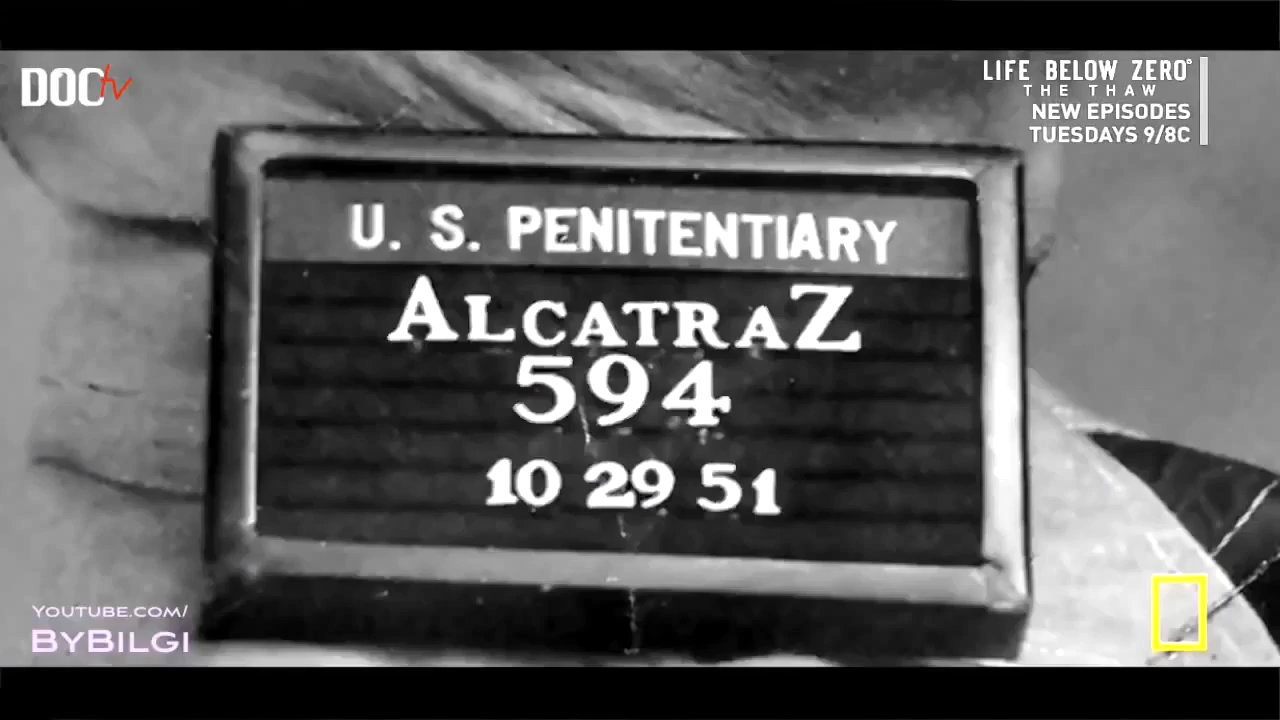 DOCtv
LIFE BELOW ZERO°
THE THAW
NEW EPISODES
TUESDAYS 9/8C
U. S. PENITENTIARY
ALCATRAZ
594
10 29 51
YOUTUBE.COM/
BYBILGI